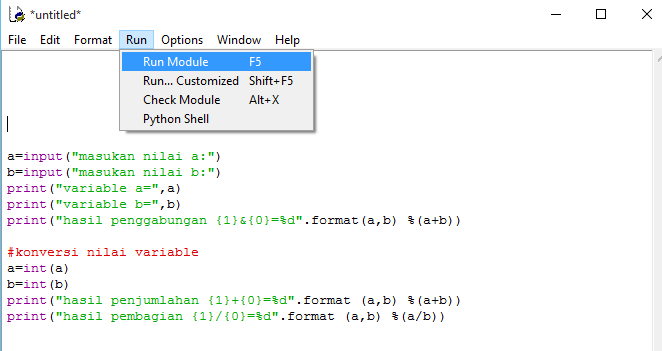 *untitled*
File Edit Format Run Options Window Help
Run Module F5
Run... Customized Shift+F5
Check Module Alt+X
Python Shell
a=input("masukan nilai a:")
b=input("masukan nilai b:")
print("variable a=",a)
print("variable b=",b)
print("hasil penggabungan {1}&{0}=%d".format(a,b) %(a+b))
#konversi nilai variable
a=int(a)
b=int(b)
print("hasil penjumlahan {1}+{0}=%d".format (a,b) %(a+b))
print("hasil pembagian {1}/{0}=%d".format (a,b) %(a/b))